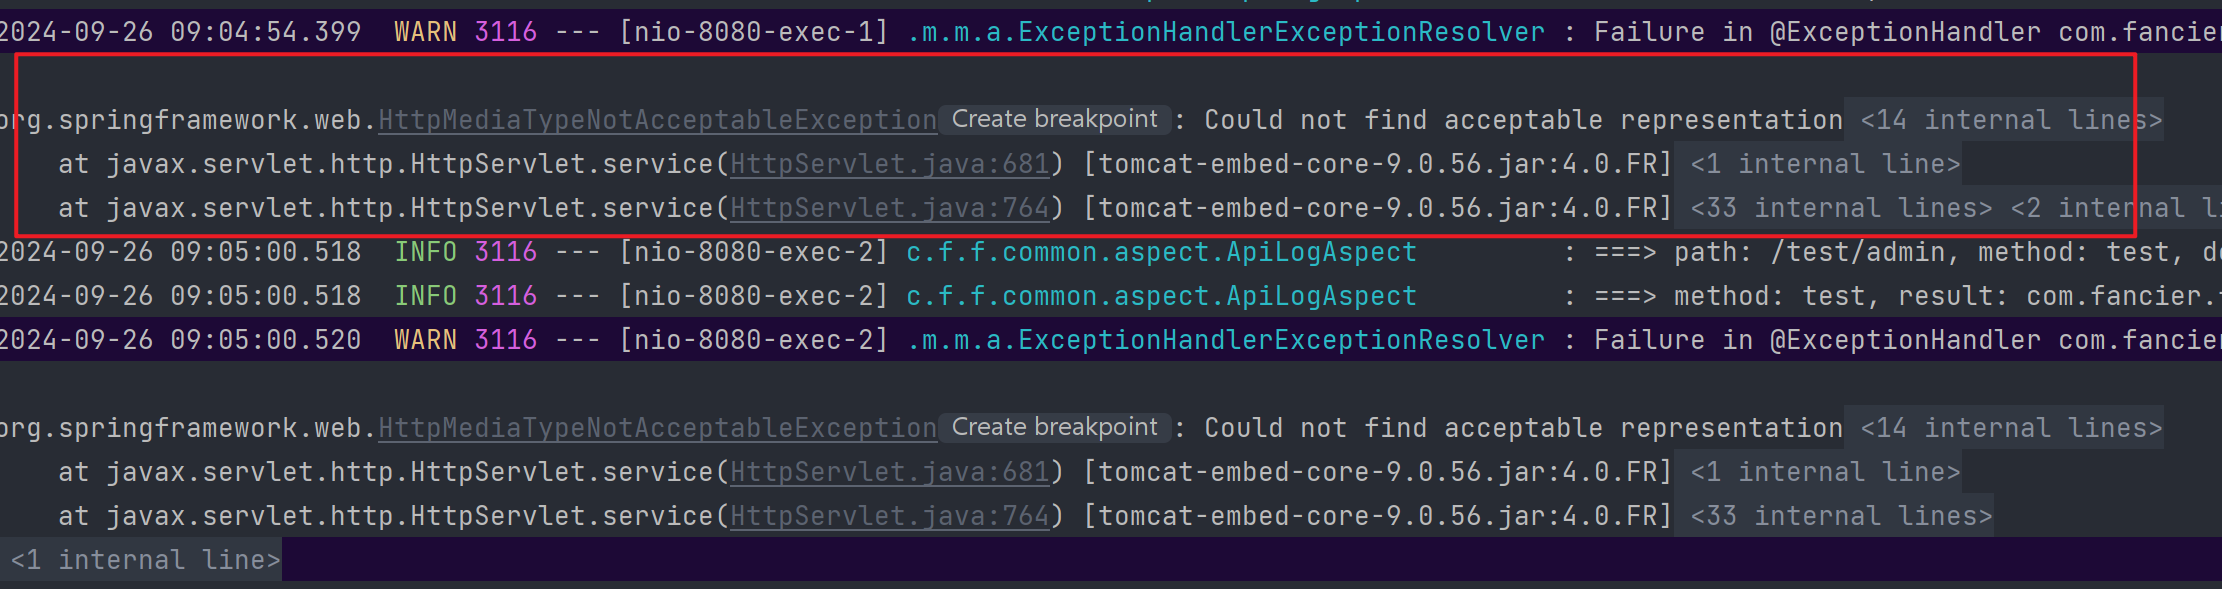 2024-09-26 09:04:54.399  WARN 3116 --- [nio-8080-exec-1] .m.m.a.ExceptionHandlerExceptionResolver : Failure in @ExceptionHandler com.fancier
org.springframework.web.HttpMediaTypeNotAcceptableException Create breakpoint : Could not find acceptable representation <14 internal lines>
at javax.servlet.http.HttpServlet.service(HttpServlet.java:681) [tomcat-embed-core-9.0.56.jar:4.0.FR] <1 internal line>
at javax.servlet.http.HttpServlet.service(HttpServlet.java:764) [tomcat-embed-core-9.0.56.jar:4.0.FR] <33 internal lines> <2 internal li
2024-09-26 09:05:00.518  INFO 3116 --- [nio-8080-exec-2] c.f.f.common.aspect.ApiLogAspect : ===> path: /test/admin, method: test, de
2024-09-26 09:05:00.518  INFO 3116 --- [nio-8080-exec-2] c.f.f.common.aspect.ApiLogAspect : ===> method: test, result: com.fancier.
2024-09-26 09:05:00.520  WARN 3116 --- [nio-8080-exec-2] .m.m.a.ExceptionHandlerExceptionResolver : Failure in @ExceptionHandler com.fancier
org.springframework.web.HttpMediaTypeNotAcceptableException Create breakpoint : Could not find acceptable representation <14 internal lines>
at javax.servlet.http.HttpServlet.service(HttpServlet.java:681) [tomcat-embed-core-9.0.56.jar:4.0.FR] <1 internal line>
at javax.servlet.http.HttpServlet.service(HttpServlet.java:764) [tomcat-embed-core-9.0.56.jar:4.0.FR] <33 internal lines>
<1 internal line>